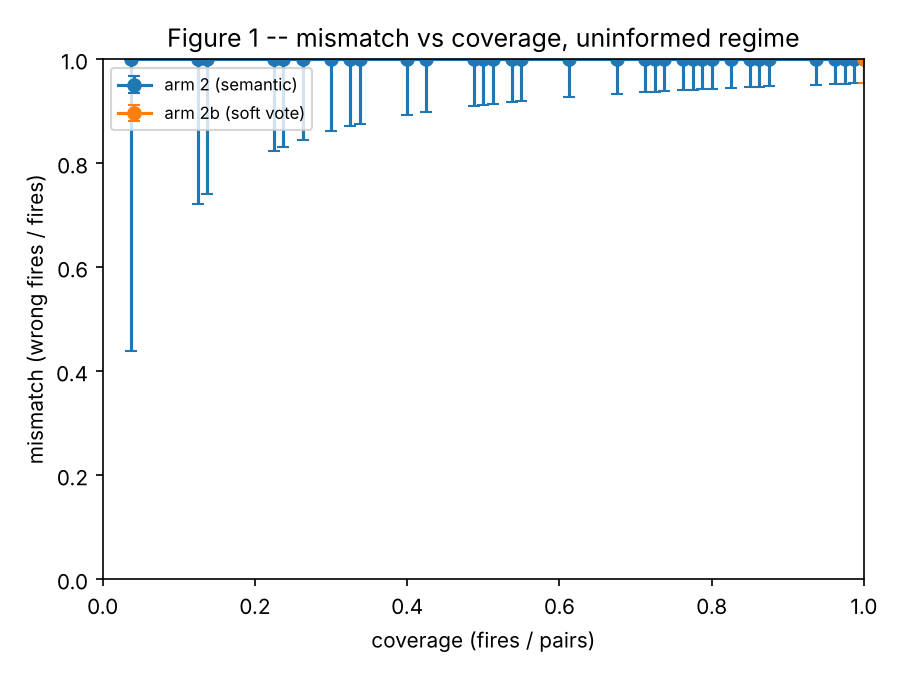 Figure 1 -- mismatch vs coverage, uninformed regime
1.0
0.8
0.6
0.4
0.2
0.0
mismatch (wrong fires / fires)
arm 2 (semantic)
arm 2b (soft vote)
0.0 0.2 0.4 0.6 0.8 1.0
coverage (fires / pairs)